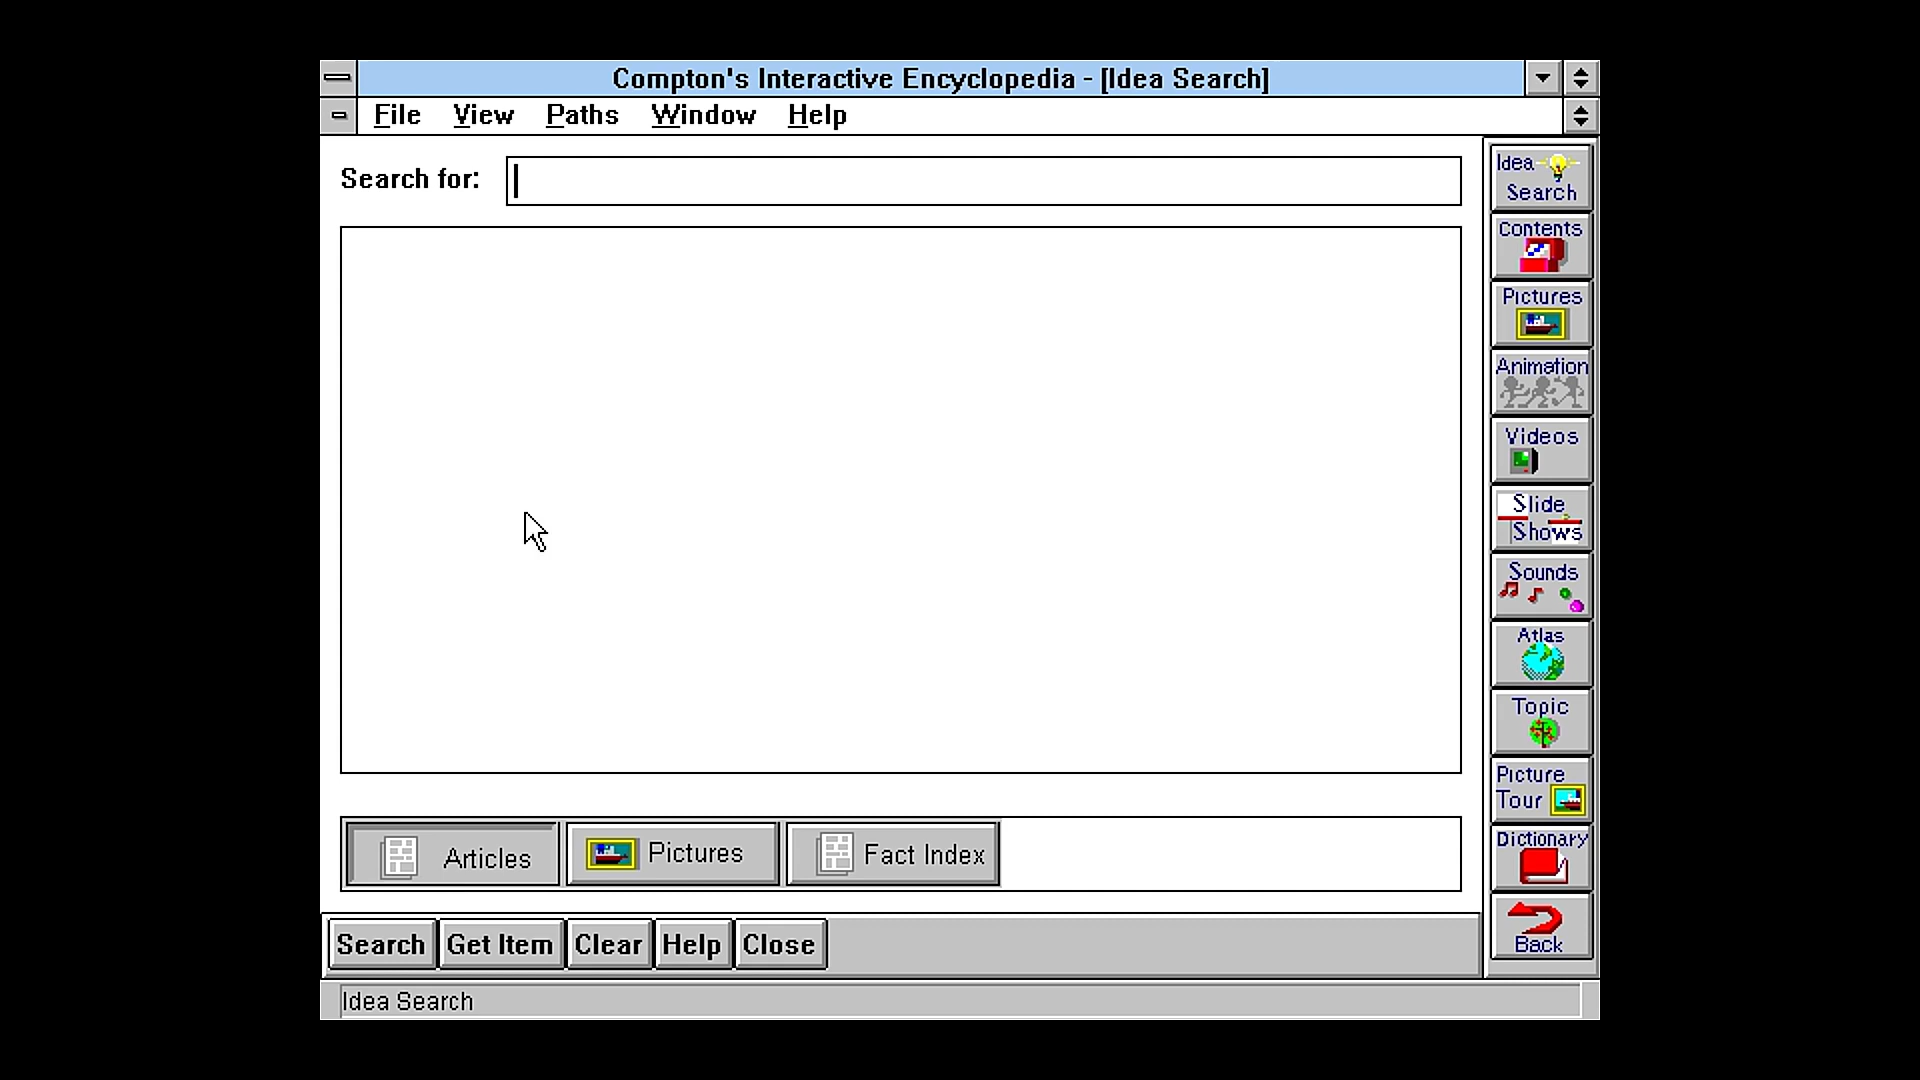 Compton's Interactive Encyclopedia - [Idea Search]
File View Paths Window Help
Search for:
Idea Search
Contents
Pictures
Animation
Videos
Slide Shows
Sounds
Atlas
Topic
Picture Tour
Dictionary
Back
Articles Pictures Fact Index
Search Get Item Clear Help Close
Idea Search